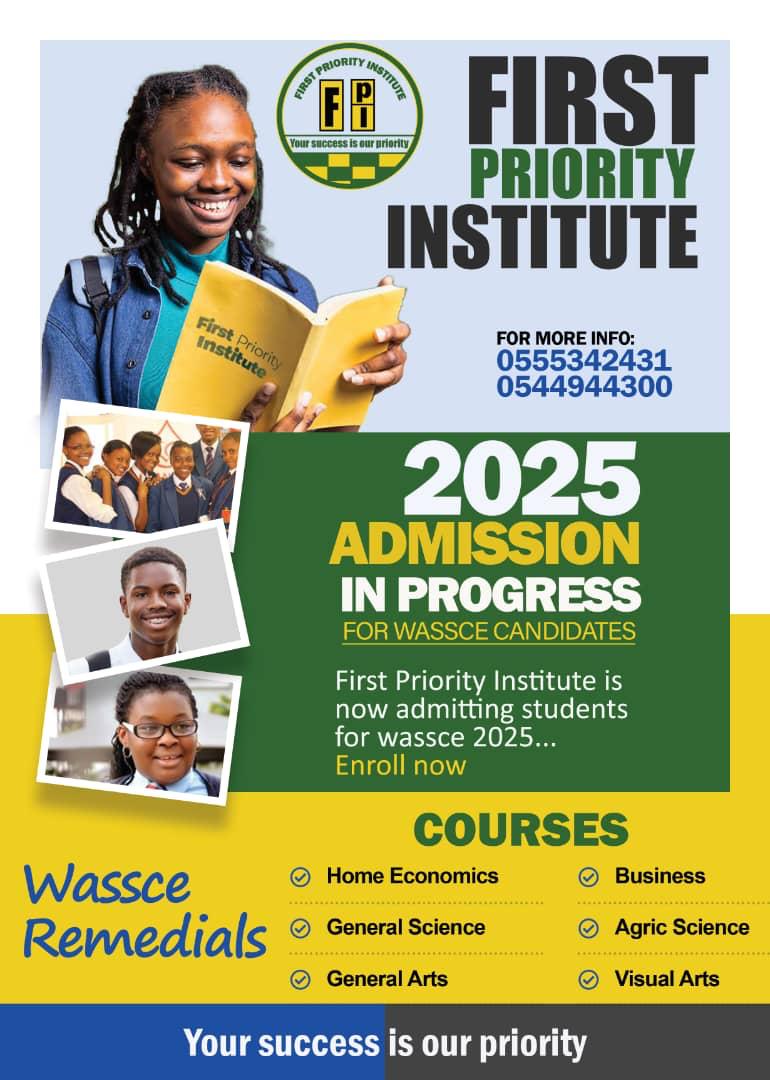 FIRST PRIORITY INSTITUTE
F
P
I
Your success is our priority
FIRST
PRIORITY
INSTITUTE
First Priority
Institute
FOR MORE INFO:
0555342431
0544944300
2025
ADMISSION
IN PROGRESS
FOR WASSCE CANDIDATES
First Priority Institute is
now admitting students
for wassce 2025...
Enroll now
COURSES
Wassce
Remedials
Home Economics
General Science
General Arts
Business
Agric Science
Visual Arts
Your success is our priority